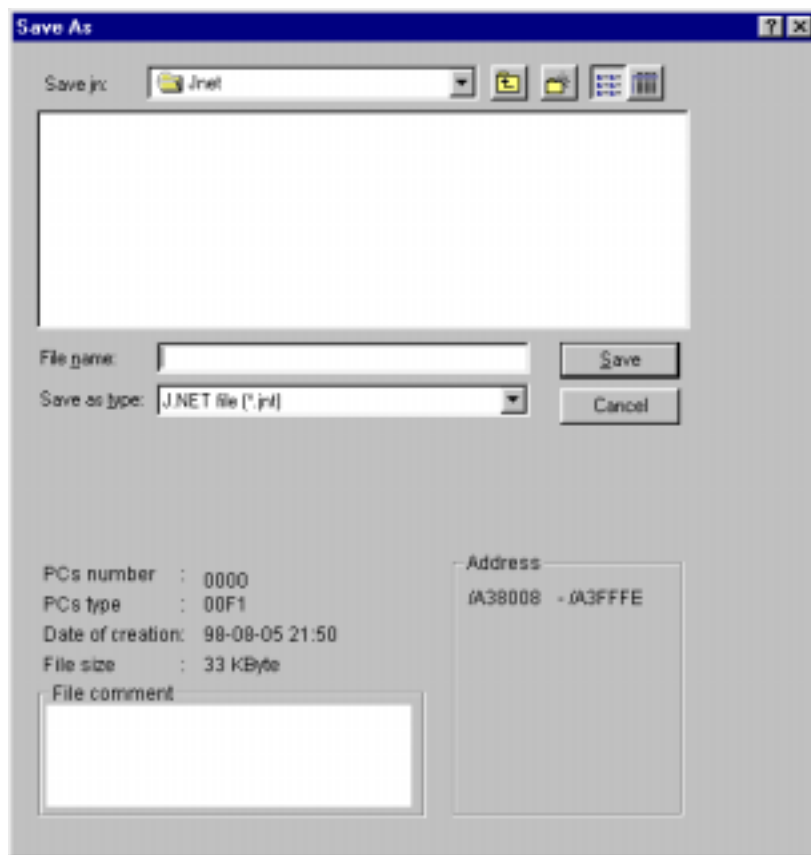 Save As
Save in: Jnet
File name: Save
Save as type: J.NET file (*.jnt) Cancel
PCs number : 0000
PCs type : 00F1
Date of creation: 98-08-05 21:50
File size : 33 KByte
File comment
Address
/A38008 - /A3FFFE